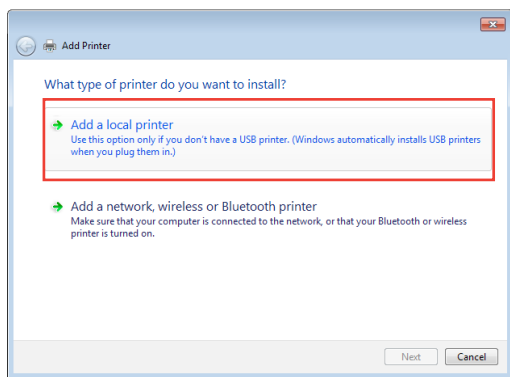 Add Printer
What type of printer do you want to install?
Add a local printer
Use this option only if you don't have a USB printer. (Windows automatically installs USB printers
when you plug them in.)
Add a network, wireless or Bluetooth printer
Make sure that your computer is connected to the network, or that your Bluetooth or wireless
printer is turned on.
Next Cancel